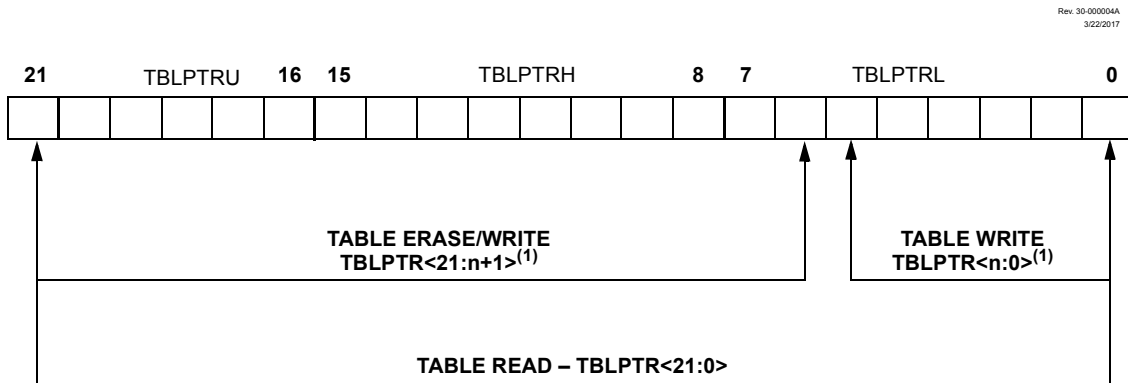 Rev. 30-000004A
3/22/2017
21 TBLPTRU 16 15 TBLPTRH 8 7 TBLPTRL 0
TABLE ERASE/WRITE
TBLPTR<21:n+1>(1)
TABLE WRITE
TBLPTR<n:0>(1)
TABLE READ – TBLPTR<21:0>